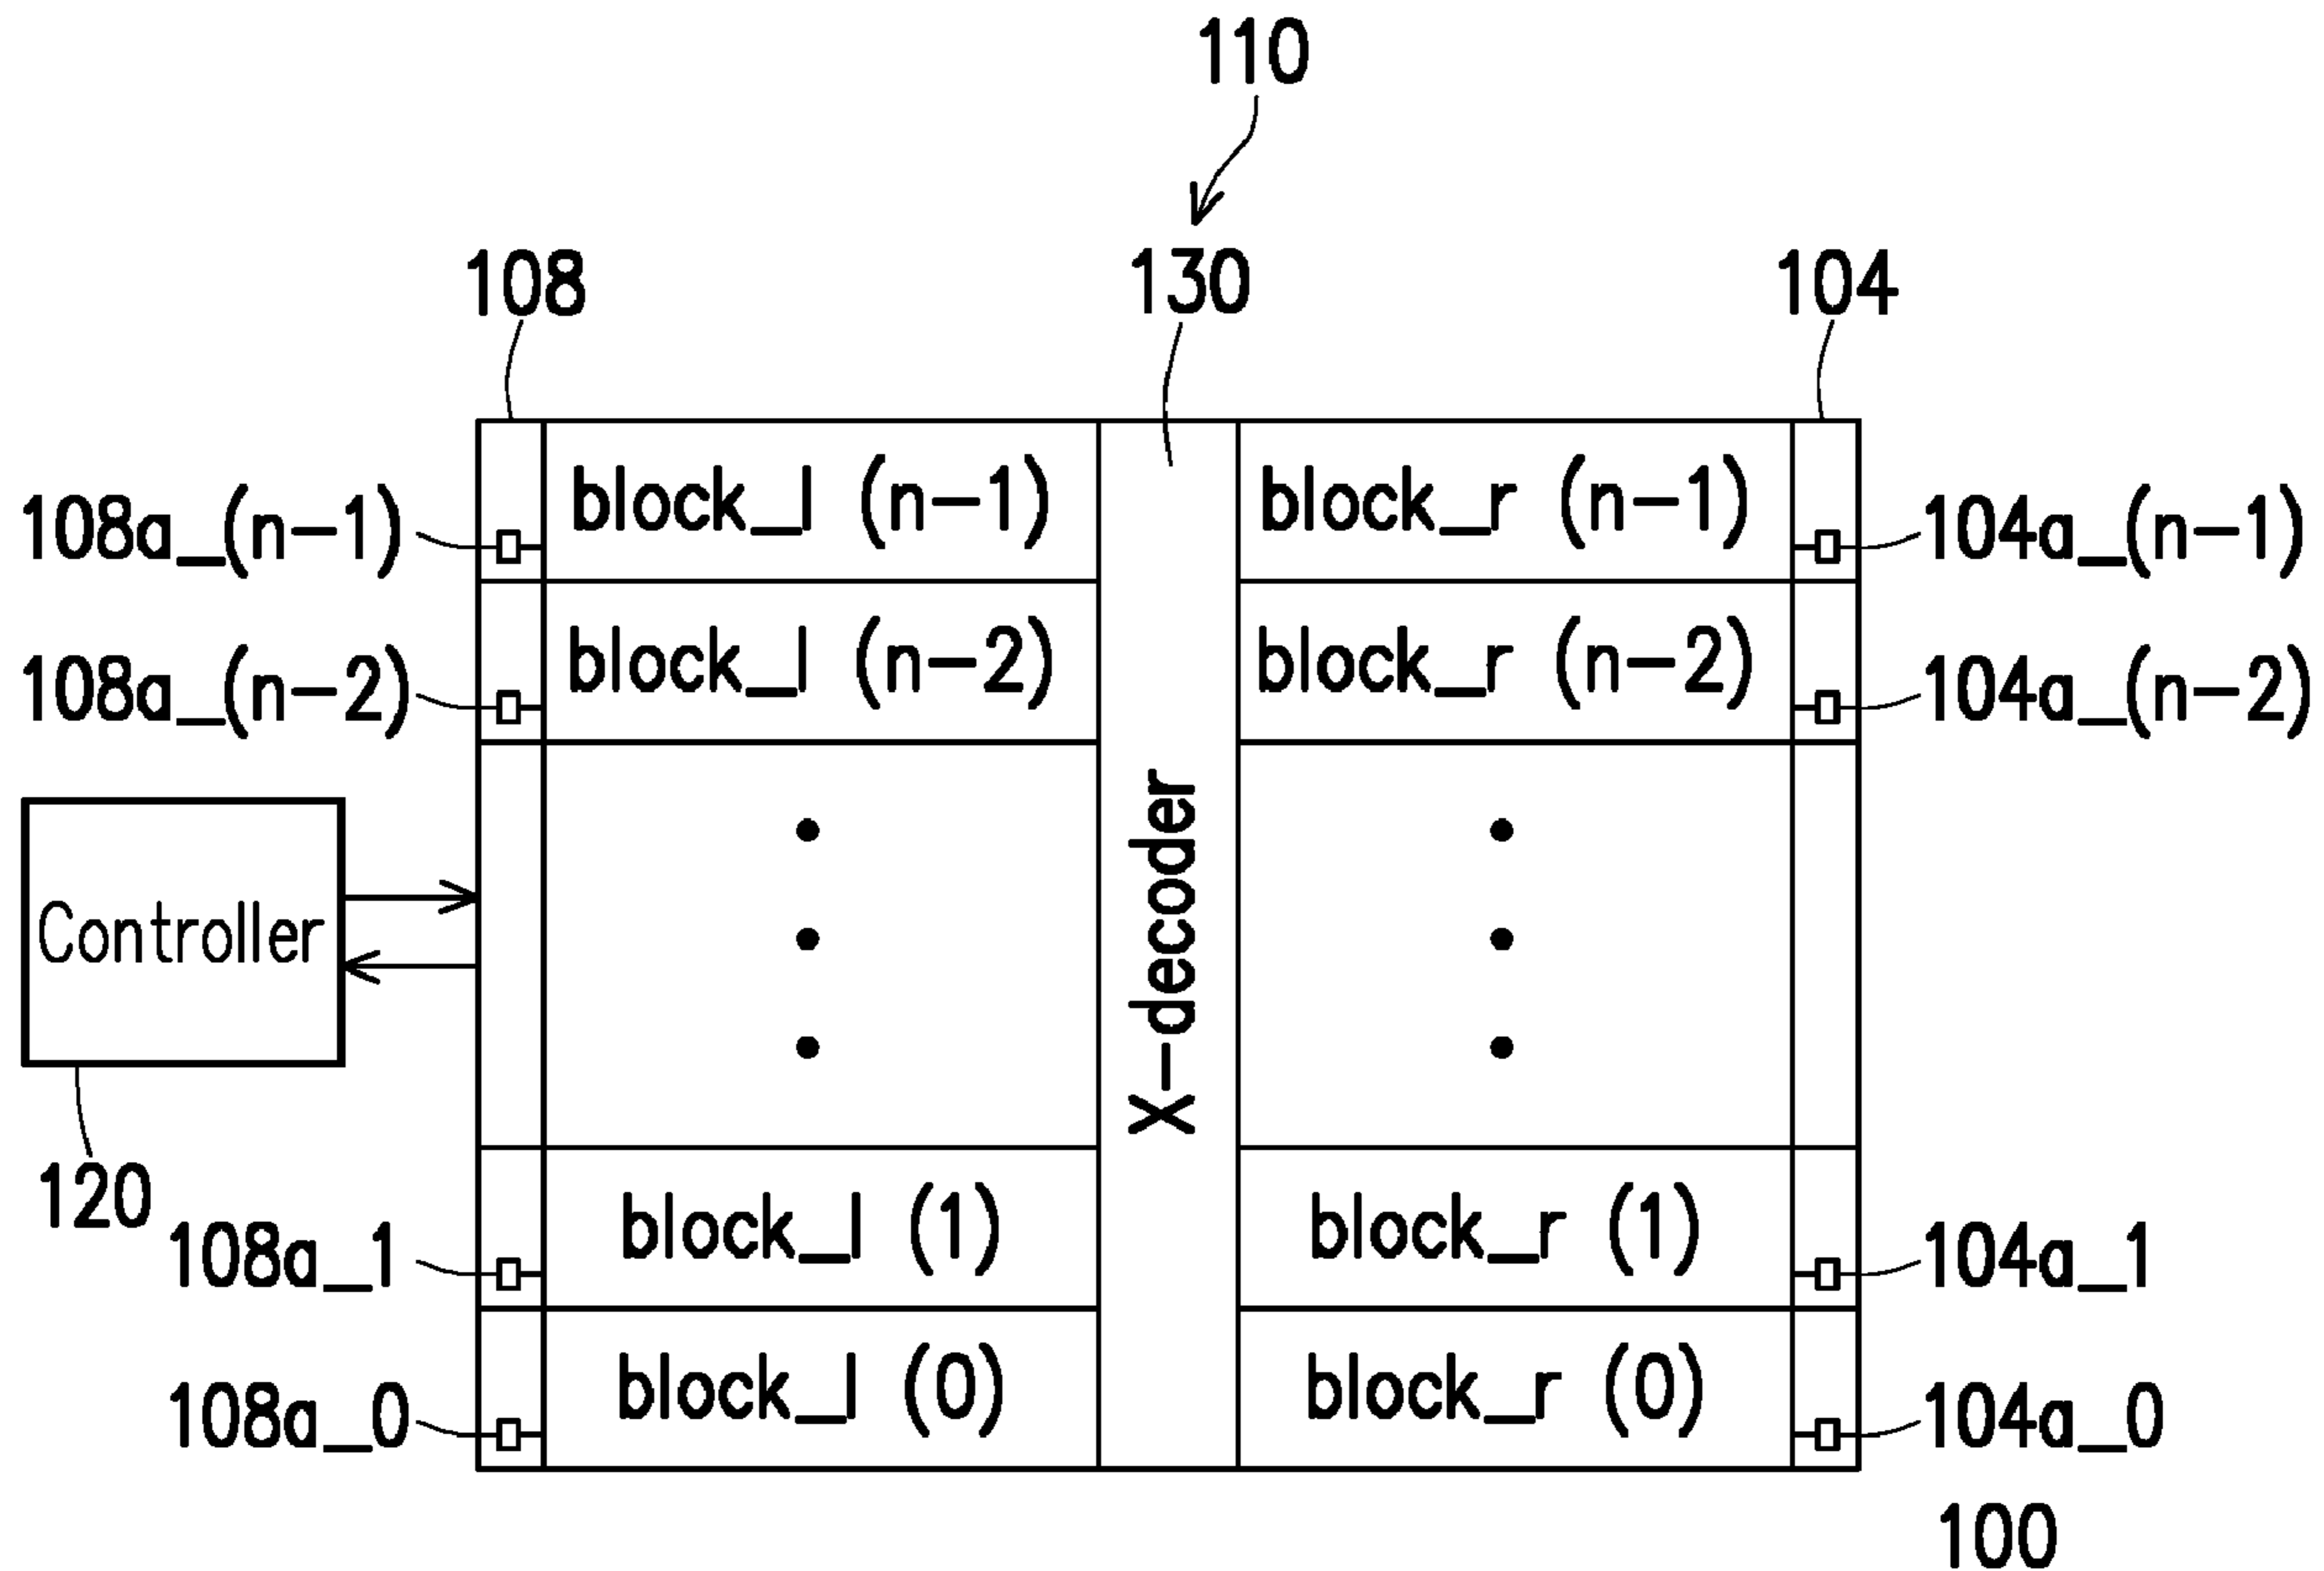 110
108
130
104
108a_(n-1)
block_l (n-1)
block_r (n-1)
104a_(n-1)
108a_(n-2)
block_l (n-2)
block_r (n-2)
104a_(n-2)
Controller
X-decoder
120
108a_1
block_l (1)
block_r (1)
104a_1
108a_0
block_l (0)
block_r (0)
104a_0
100